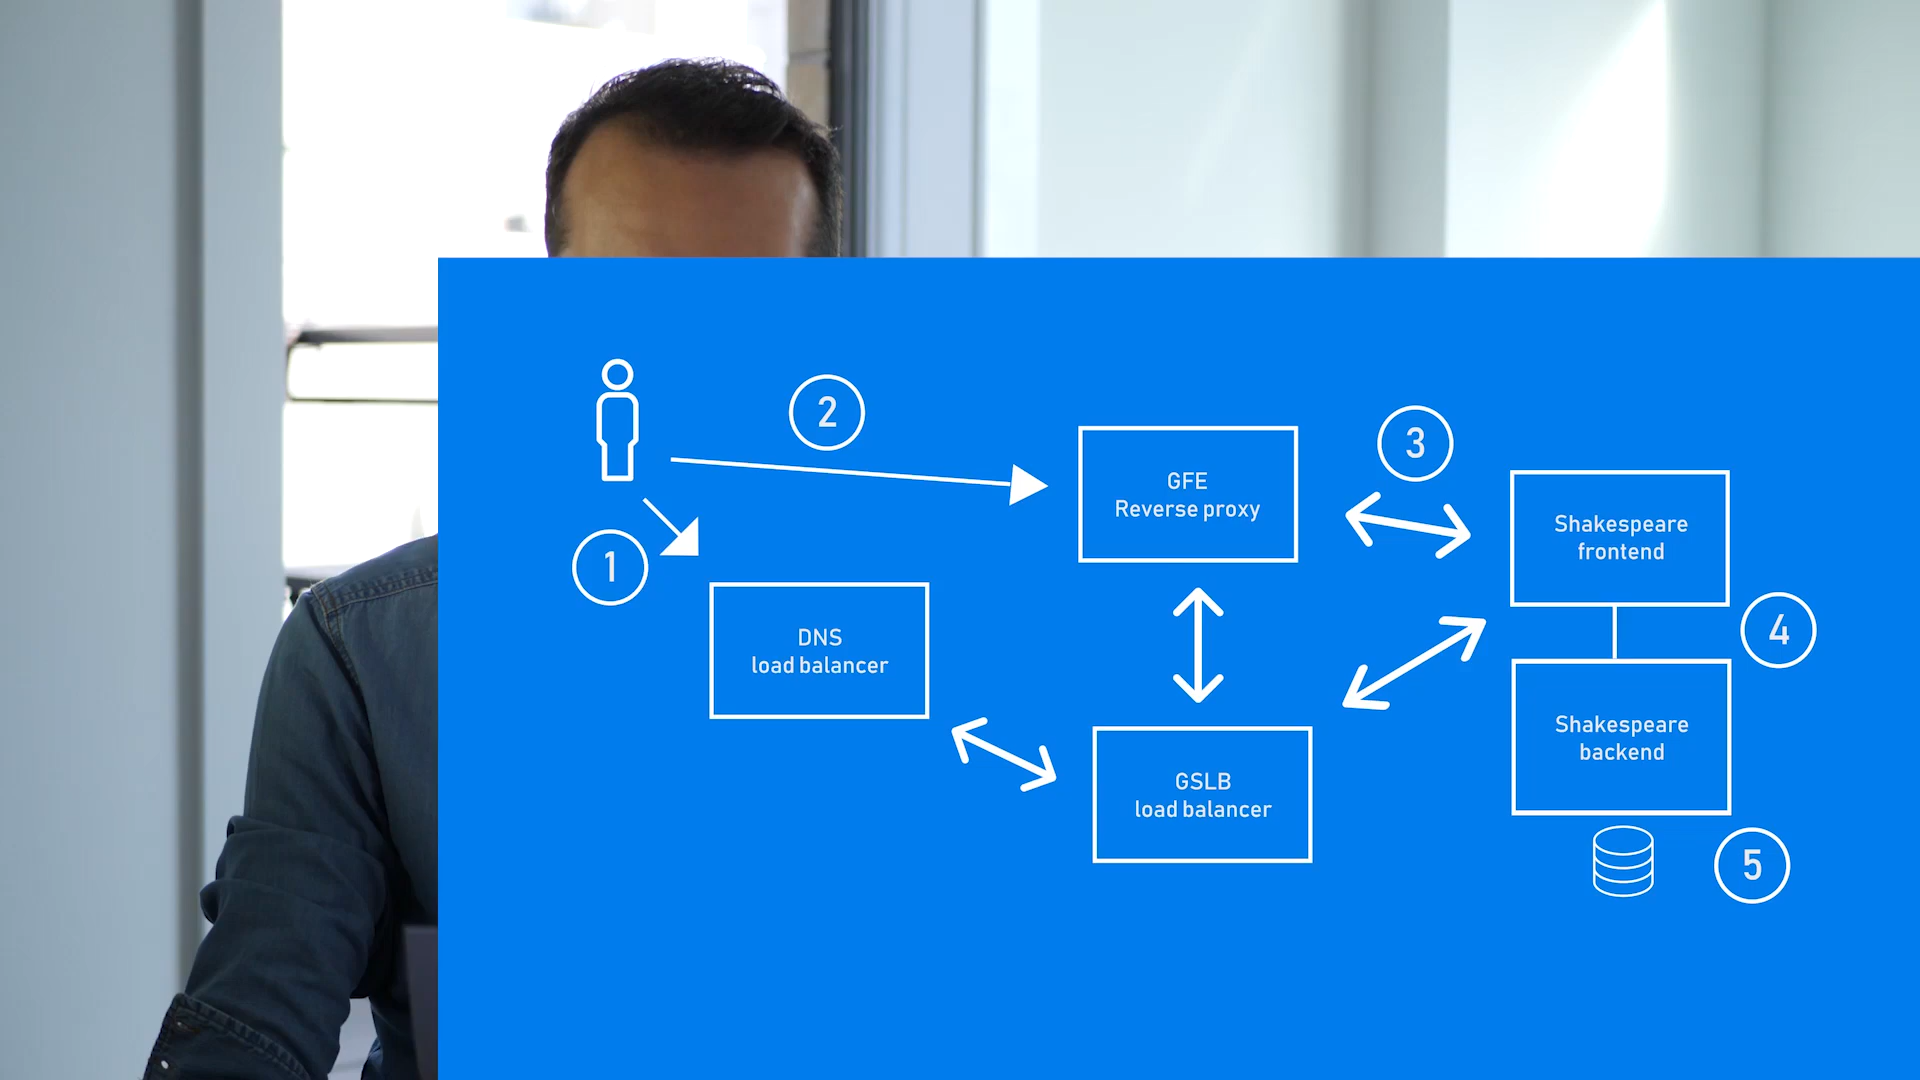 2
3
GFE
Reverse proxy
Shakespeare
frontend
1
DNS
load balancer
4
Shakespeare
backend
GSLB
load balancer
5